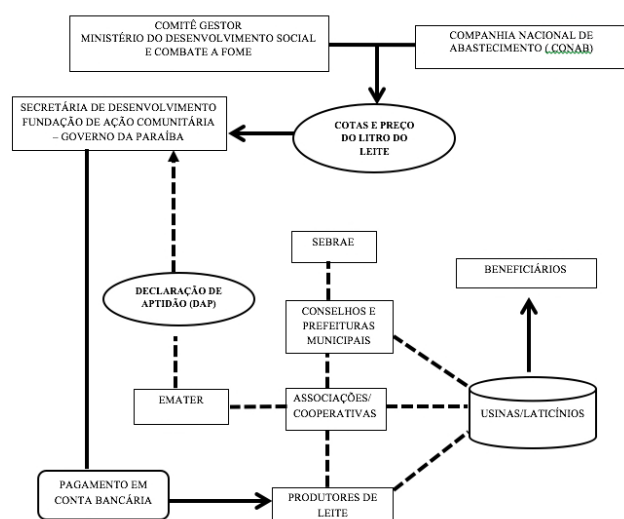 COMITÊ GESTOR
MINISTÉRIO DO DESENVOLVIMENTO SOCIAL
E COMBATE A FOME
COMPANHIA NACIONAL DE
ABASTECIMENTO ( CONAB)
SECRETÁRIA DE DESENVOLVIMENTO
FUNDAÇÃO DE AÇÃO COMUNITÁRIA
– GOVERNO DA PARAÍBA
COTAS E PREÇO
DO LITRO DO
LEITE
SEBRAE
BENEFICIÁRIOS
DECLARAÇÃO DE
APTIDÃO (DAP)
CONSELHOS E
PREFEITURAS
MUNICIPAIS
EMATER
ASSOCIAÇÕES/
COOPERATIVAS
USINAS/LATICÍNIOS
PAGAMENTO EM
CONTA BANCÁRIA
PRODUTORES DE
LEITE